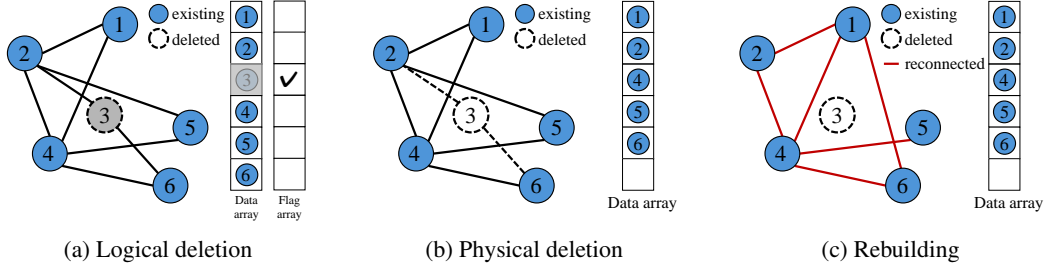 1
existing
2
deleted
3
4
5
6
1
2
3
4
5
6
Data array
Flag array
(a) Logical deletion
1
existing
2
deleted
3
4
5
6
1
2
4
5
6
Data array
(b) Physical deletion
1
existing
2
deleted
reconnected
3
4
5
6
1
2
4
5
6
Data array
(c) Rebuilding